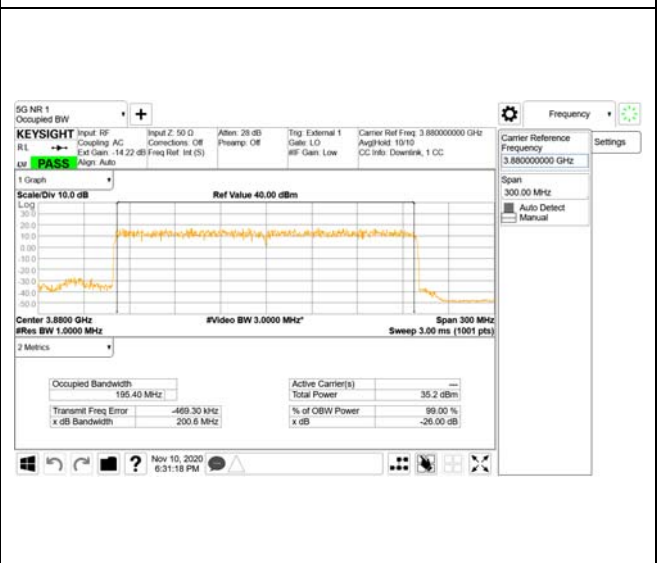 5G NR 1
Occupied BW
Frequency
KEYSIGHT
RL
PASS
Input: RF
Coupling: AC
Ext Gain: -14.22 dB
Align: Auto
Input Z: 50 Ω
Corrections: Off
Freq Ref: Int (S)
Atten: 28 dB
Preamp: Off
Trig: External 1
Gate: LO
#IF Gain: Low
Carrier Ref Freq: 3.880000000 GHz
Avg|Hold: 10/10
CC Info: Downlink, 1 CC
Carrier Reference
Frequency
3.880000000 GHz
Settings
Span
300.00 MHz
Auto Detect
Manual
1 Graph
Scale/Div 10.0 dB
Ref Value 40.00 dBm
Log
30.0
20.0
10.0
0.00
-10.0
-20.0
-30.0
-40.0
-50.0
Center 3.8800 GHz
#Video BW 3.0000 MHz*
Span 300 MHz
#Res BW 1.0000 MHz
Sweep 3.00 ms (1001 pts)
2 Metrics
Occupied Bandwidth
195.40 MHz
Active Carrier(s) —
Total Power 35.2 dBm
Transmit Freq Error -469.30 kHz
% of OBW Power 99.00 %
x dB Bandwidth 200.6 MHz
x dB -26.00 dB
?
Nov 10, 2020
6:31:18 PM